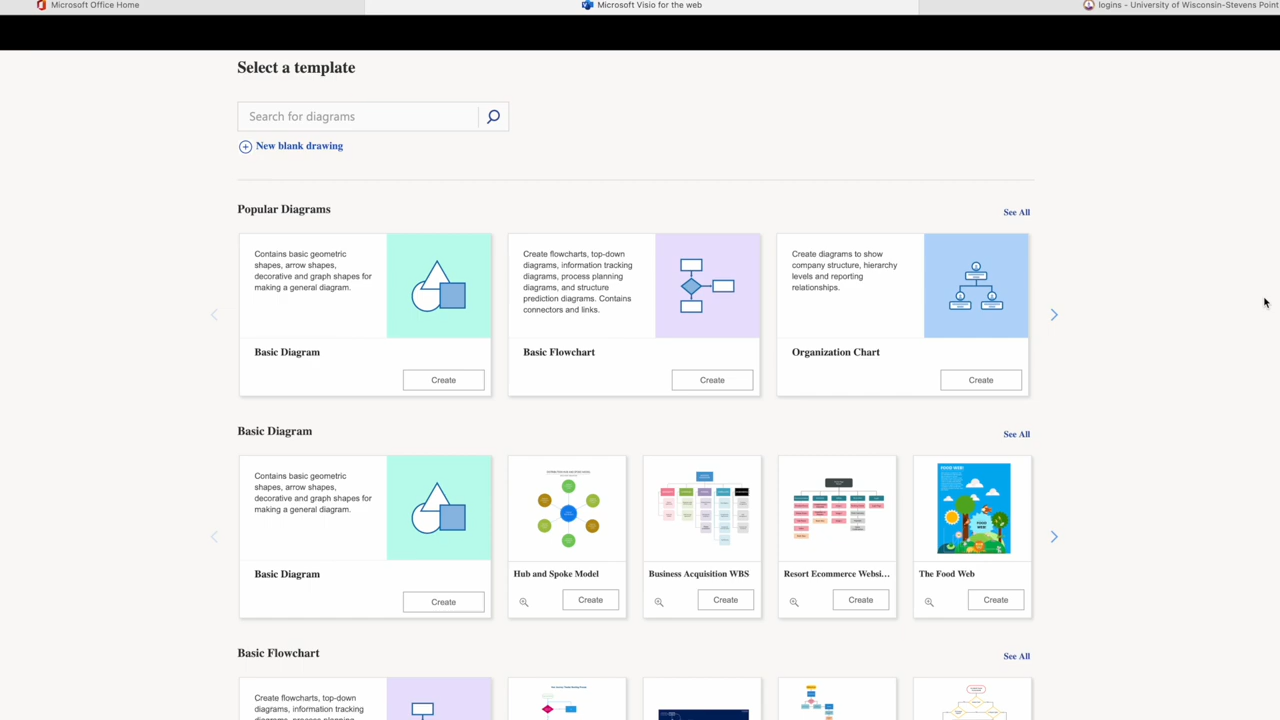 Microsoft Office Home
Microsoft Visio for the web
logins - University of Wisconsin-Stevens Point
Select a template
Search for diagrams
New blank drawing
Popular Diagrams
See All
Contains basic geometric
shapes, arrow shapes,
decorative and graph shapes for
making a general diagram.
Basic Diagram
Create
Create flowcharts, top-down
diagrams, information tracking
diagrams, process planning
diagrams, and structure
prediction diagrams. Contains
connectors and links.
Basic Flowchart
Create
Create diagrams to show
company structure, hierarchy
levels and reporting
relationships.
Organization Chart
Create
Basic Diagram
See All
Contains basic geometric
shapes, arrow shapes,
decorative and graph shapes for
making a general diagram.
Basic Diagram
Create
Hub and Spoke Model
Create
Business Acquisition WBS
Create
Resort Ecommerce Websi...
Create
FOOD WEB
FOOD
WEB
The Food Web
Create
Basic Flowchart
See All
Create flowcharts, top-down
diagrams, information tracking